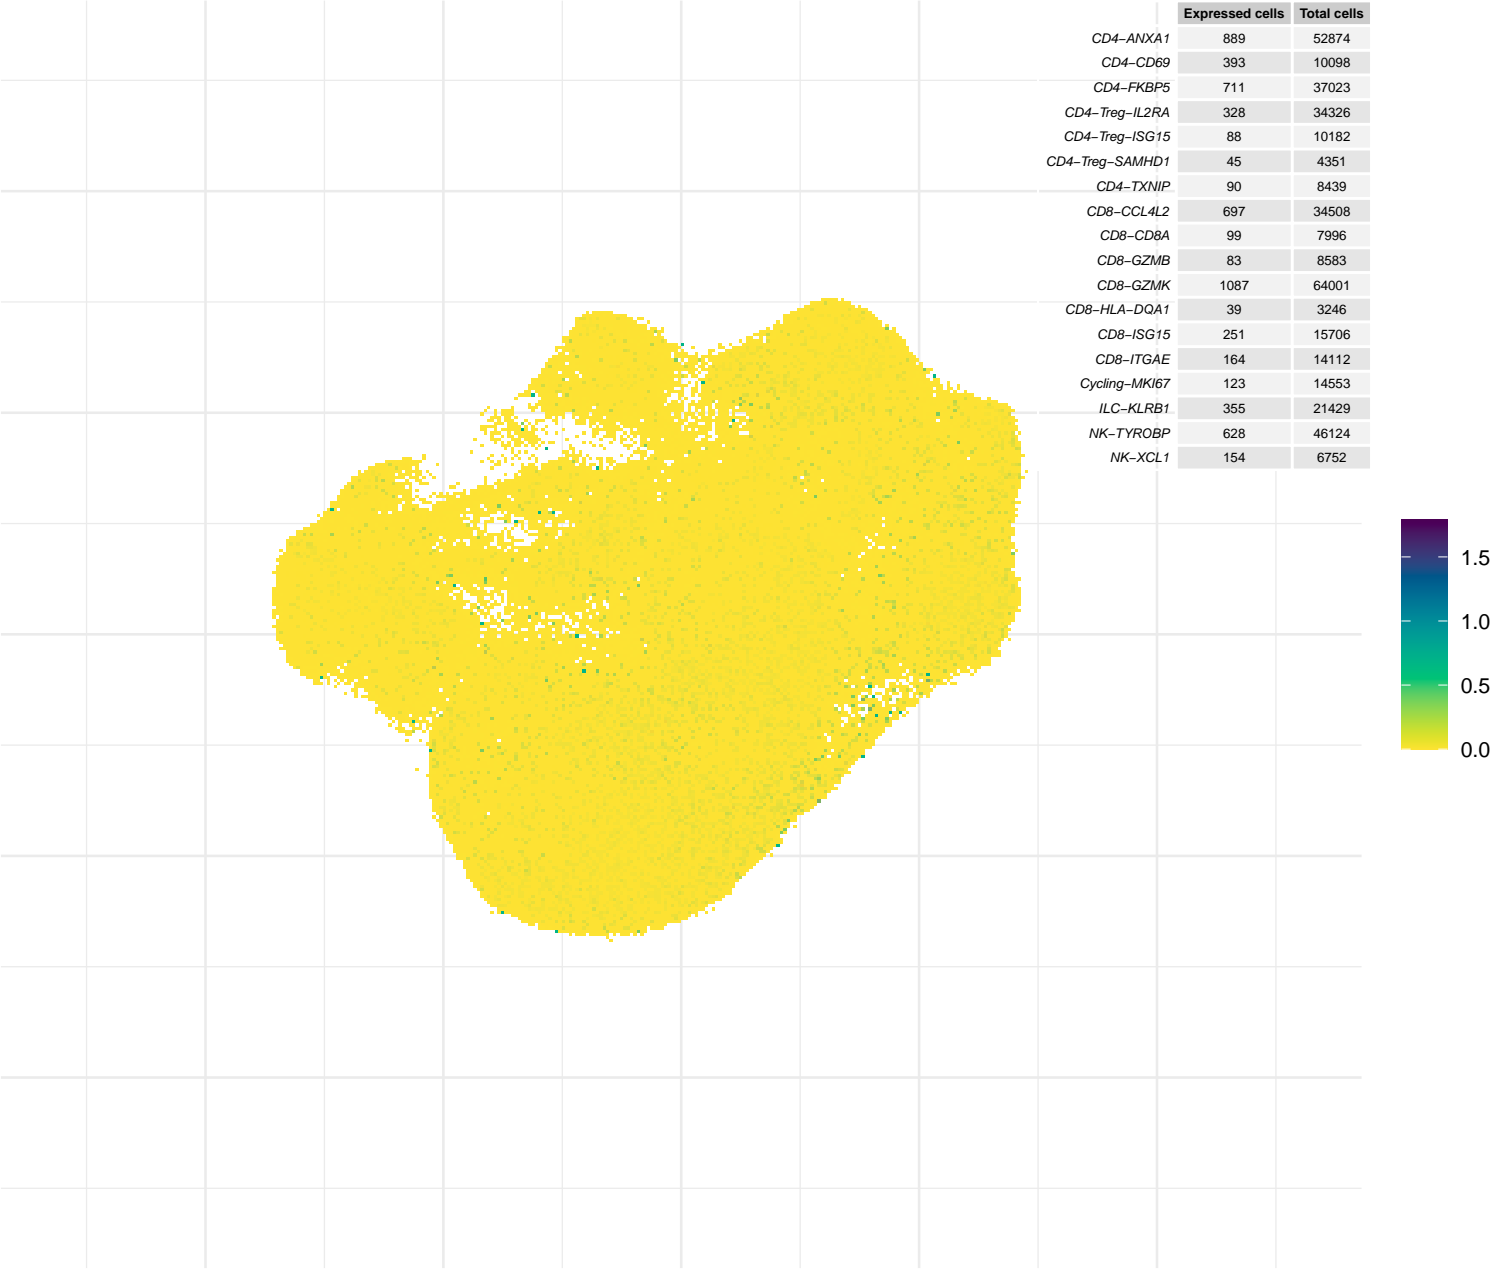 Expressed cells Total cells
CD4−ANXA1 889 52874
CD4−CD69 393 10098
CD4−FKBP5 711 37023
CD4−Treg−IL2RA 328 34326
CD4−Treg−ISG15 88 10182
CD4−Treg−SAMHD1 45 4351
CD4−TXNIP 90 8439
CD8−CCL4L2 697 34508
CD8−CD8A 99 7996
CD8−GZMB 83 8583
CD8−GZMK 1087 64001
CD8−HLA−DQA1 39 3246
CD8−ISG15 251 15706
CD8−ITGAE 164 14112
Cycling−MKI67 123 14553
ILC−KLRB1 355 21429
NK−TYROBP 628 46124
NK−XCL1 154 6752
1.5
1.0
0.5
0.0